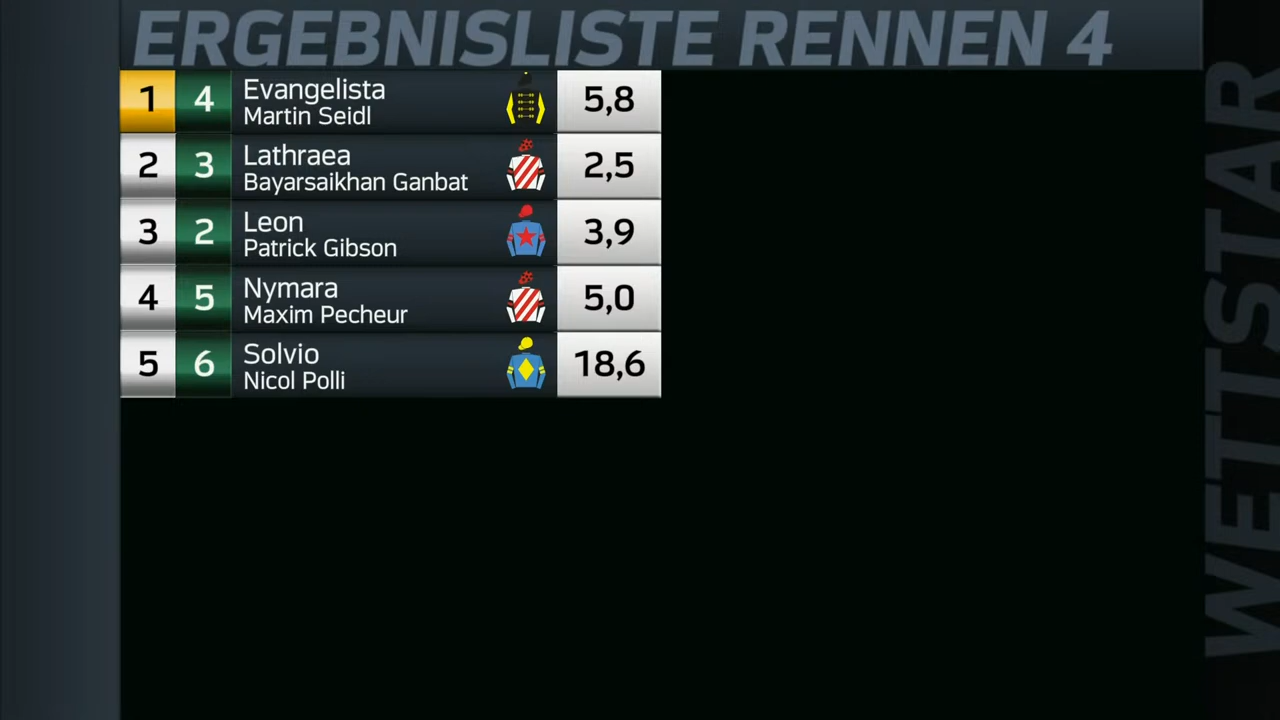 ERGEBNISLISTE RENNEN 4
1 4 Evangelista 5,8
Martin Seidl
2 3 Lathraea 2,5
Bayarsaikhan Ganbat
3 2 Leon 3,9
Patrick Gibson
4 5 Nymara 5,0
Maxim Pecheur
5 6 Solvio 18,6
Nicol Polli
WETTSTAR